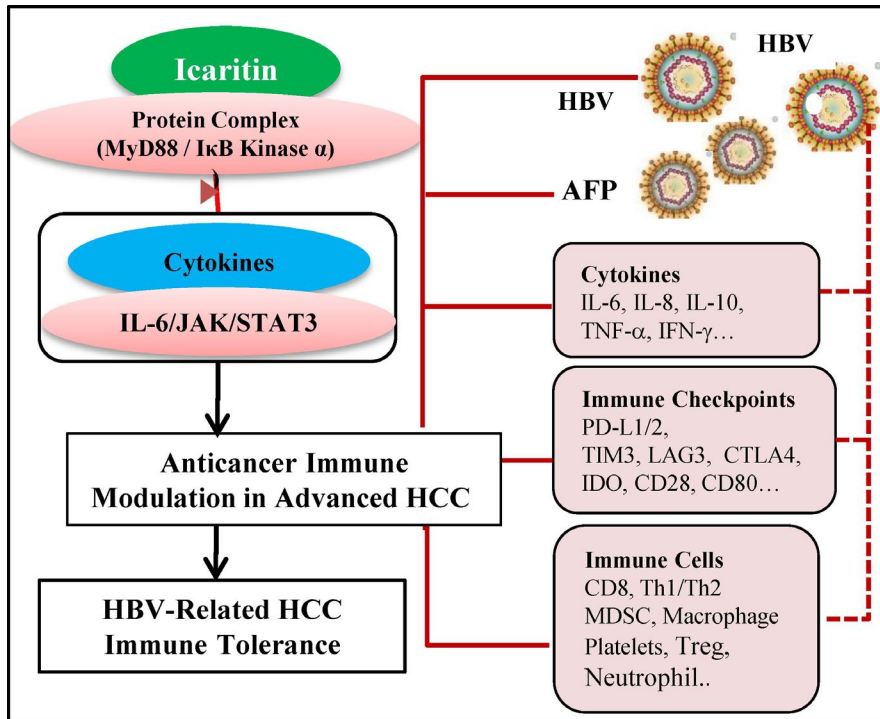 Icaritin
Protein Complex
(MyD88 / IκB Kinase α)
Cytokines
IL-6/JAK/STAT3
Anticancer Immune
Modulation in Advanced HCC
HBV-Related HCC
Immune Tolerance
HBV
HBV
AFP
Cytokines
IL-6, IL-8, IL-10,
TNF-α, IFN-γ…
Immune Checkpoints
PD-L1/2,
TIM3, LAG3, CTLA4,
IDO, CD28, CD80…
Immune Cells
CD8, Th1/Th2
MDSC, Macrophage
Platelets, Treg,
Neutrophil..